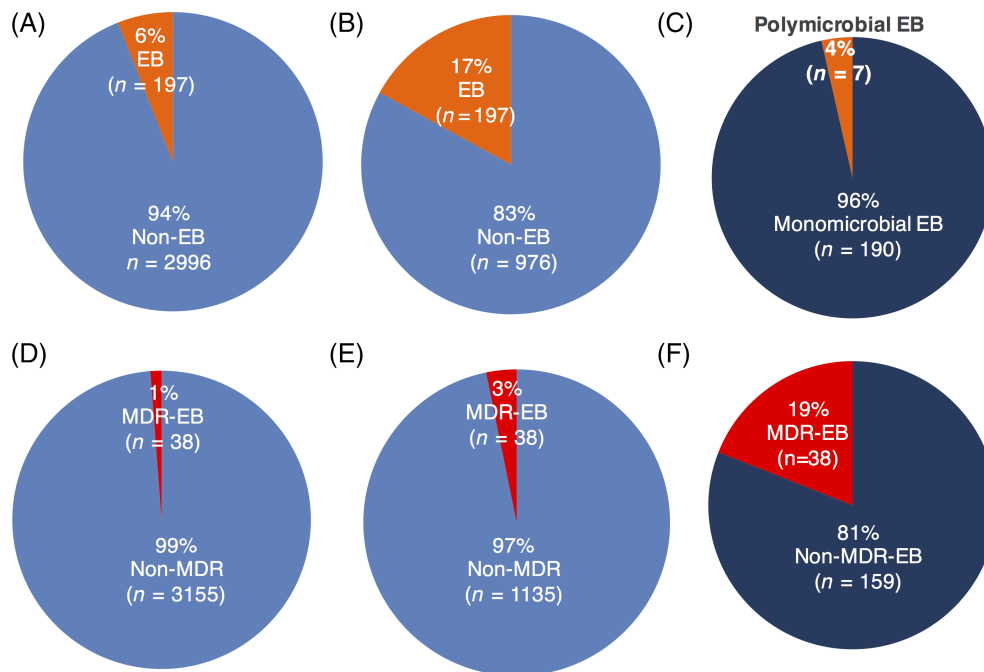 (A)
6%
EB
(n = 197)
94%
Non-EB
n = 2996
(B)
17%
EB
(n = 197)
83%
Non-EB
(n = 976)
(C)
Polymicrobial EB
4%
(n = 7)
96%
Monomicrobial EB
(n = 190)
(D)
1%
MDR-EB
(n = 38)
99%
Non-MDR
(n = 3155)
(E)
3%
MDR-EB
(n = 38)
97%
Non-MDR
(n = 1135)
(F)
19%
MDR-EB
(n=38)
81%
Non-MDR-EB
(n = 159)